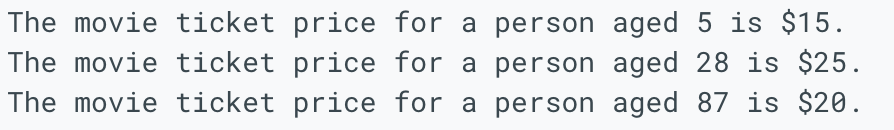 The movie ticket price for a person aged 5 is $15.
The movie ticket price for a person aged 28 is $25.
The movie ticket price for a person aged 87 is $20.